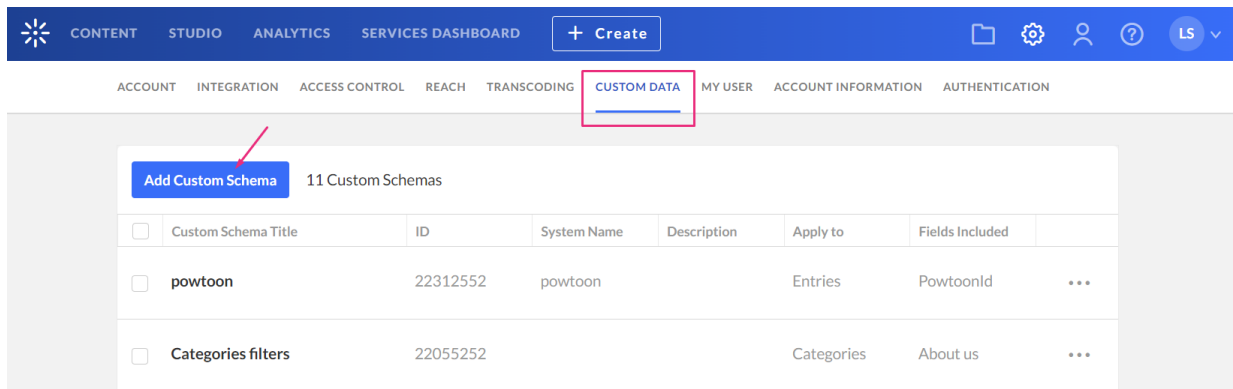 CONTENT STUDIO ANALYTICS SERVICES DASHBOARD + Create ? LS
ACCOUNT INTEGRATION ACCESS CONTROL REACH TRANSCODING CUSTOM DATA MY USER ACCOUNT INFORMATION AUTHENTICATION
Add Custom Schema 11 Custom Schemas
Custom Schema Title ID System Name Description Apply to Fields Included
powtoon 22312552 powtoon Entries PowtoonId
Categories filters 22055252 Categories About us